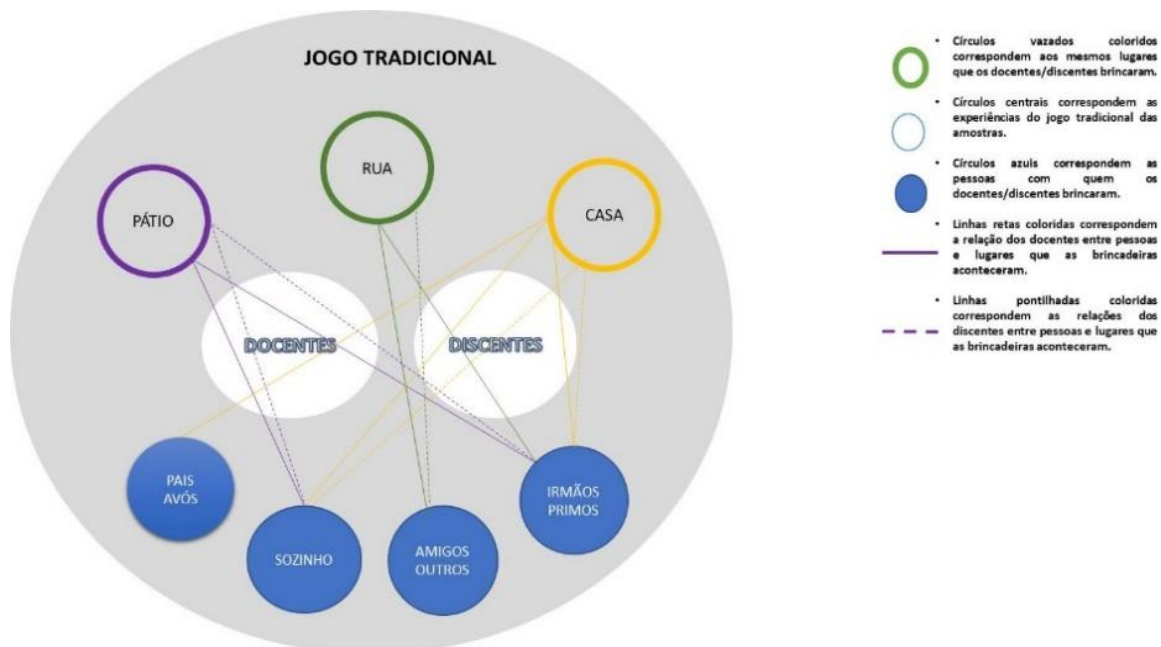 JOGO TRADICIONAL
RUA
PÁTIO
CASA
DOCENTES
DISCENTES
PAIS
AVÓS
SOZINHO
AMIGOS
OUTROS
IRMÃOS
PRIMOS
• Círculos vazados coloridos
correspondem aos mesmos lugares
que os docentes/discentes brincaram.
• Círculos centrais correspondem as
experiências do jogo tradicional das
amostras.
• Círculos azuis correspondem as
pessoas com quem os
docentes/discentes brincaram.
• Linhas retas coloridas correspondem
a relação dos docentes entre pessoas
e lugares que as brincadeiras
aconteceram.
• Linhas pontilhadas coloridas
correspondem as relações dos
discentes entre pessoas e lugares que
as brincadeiras aconteceram.